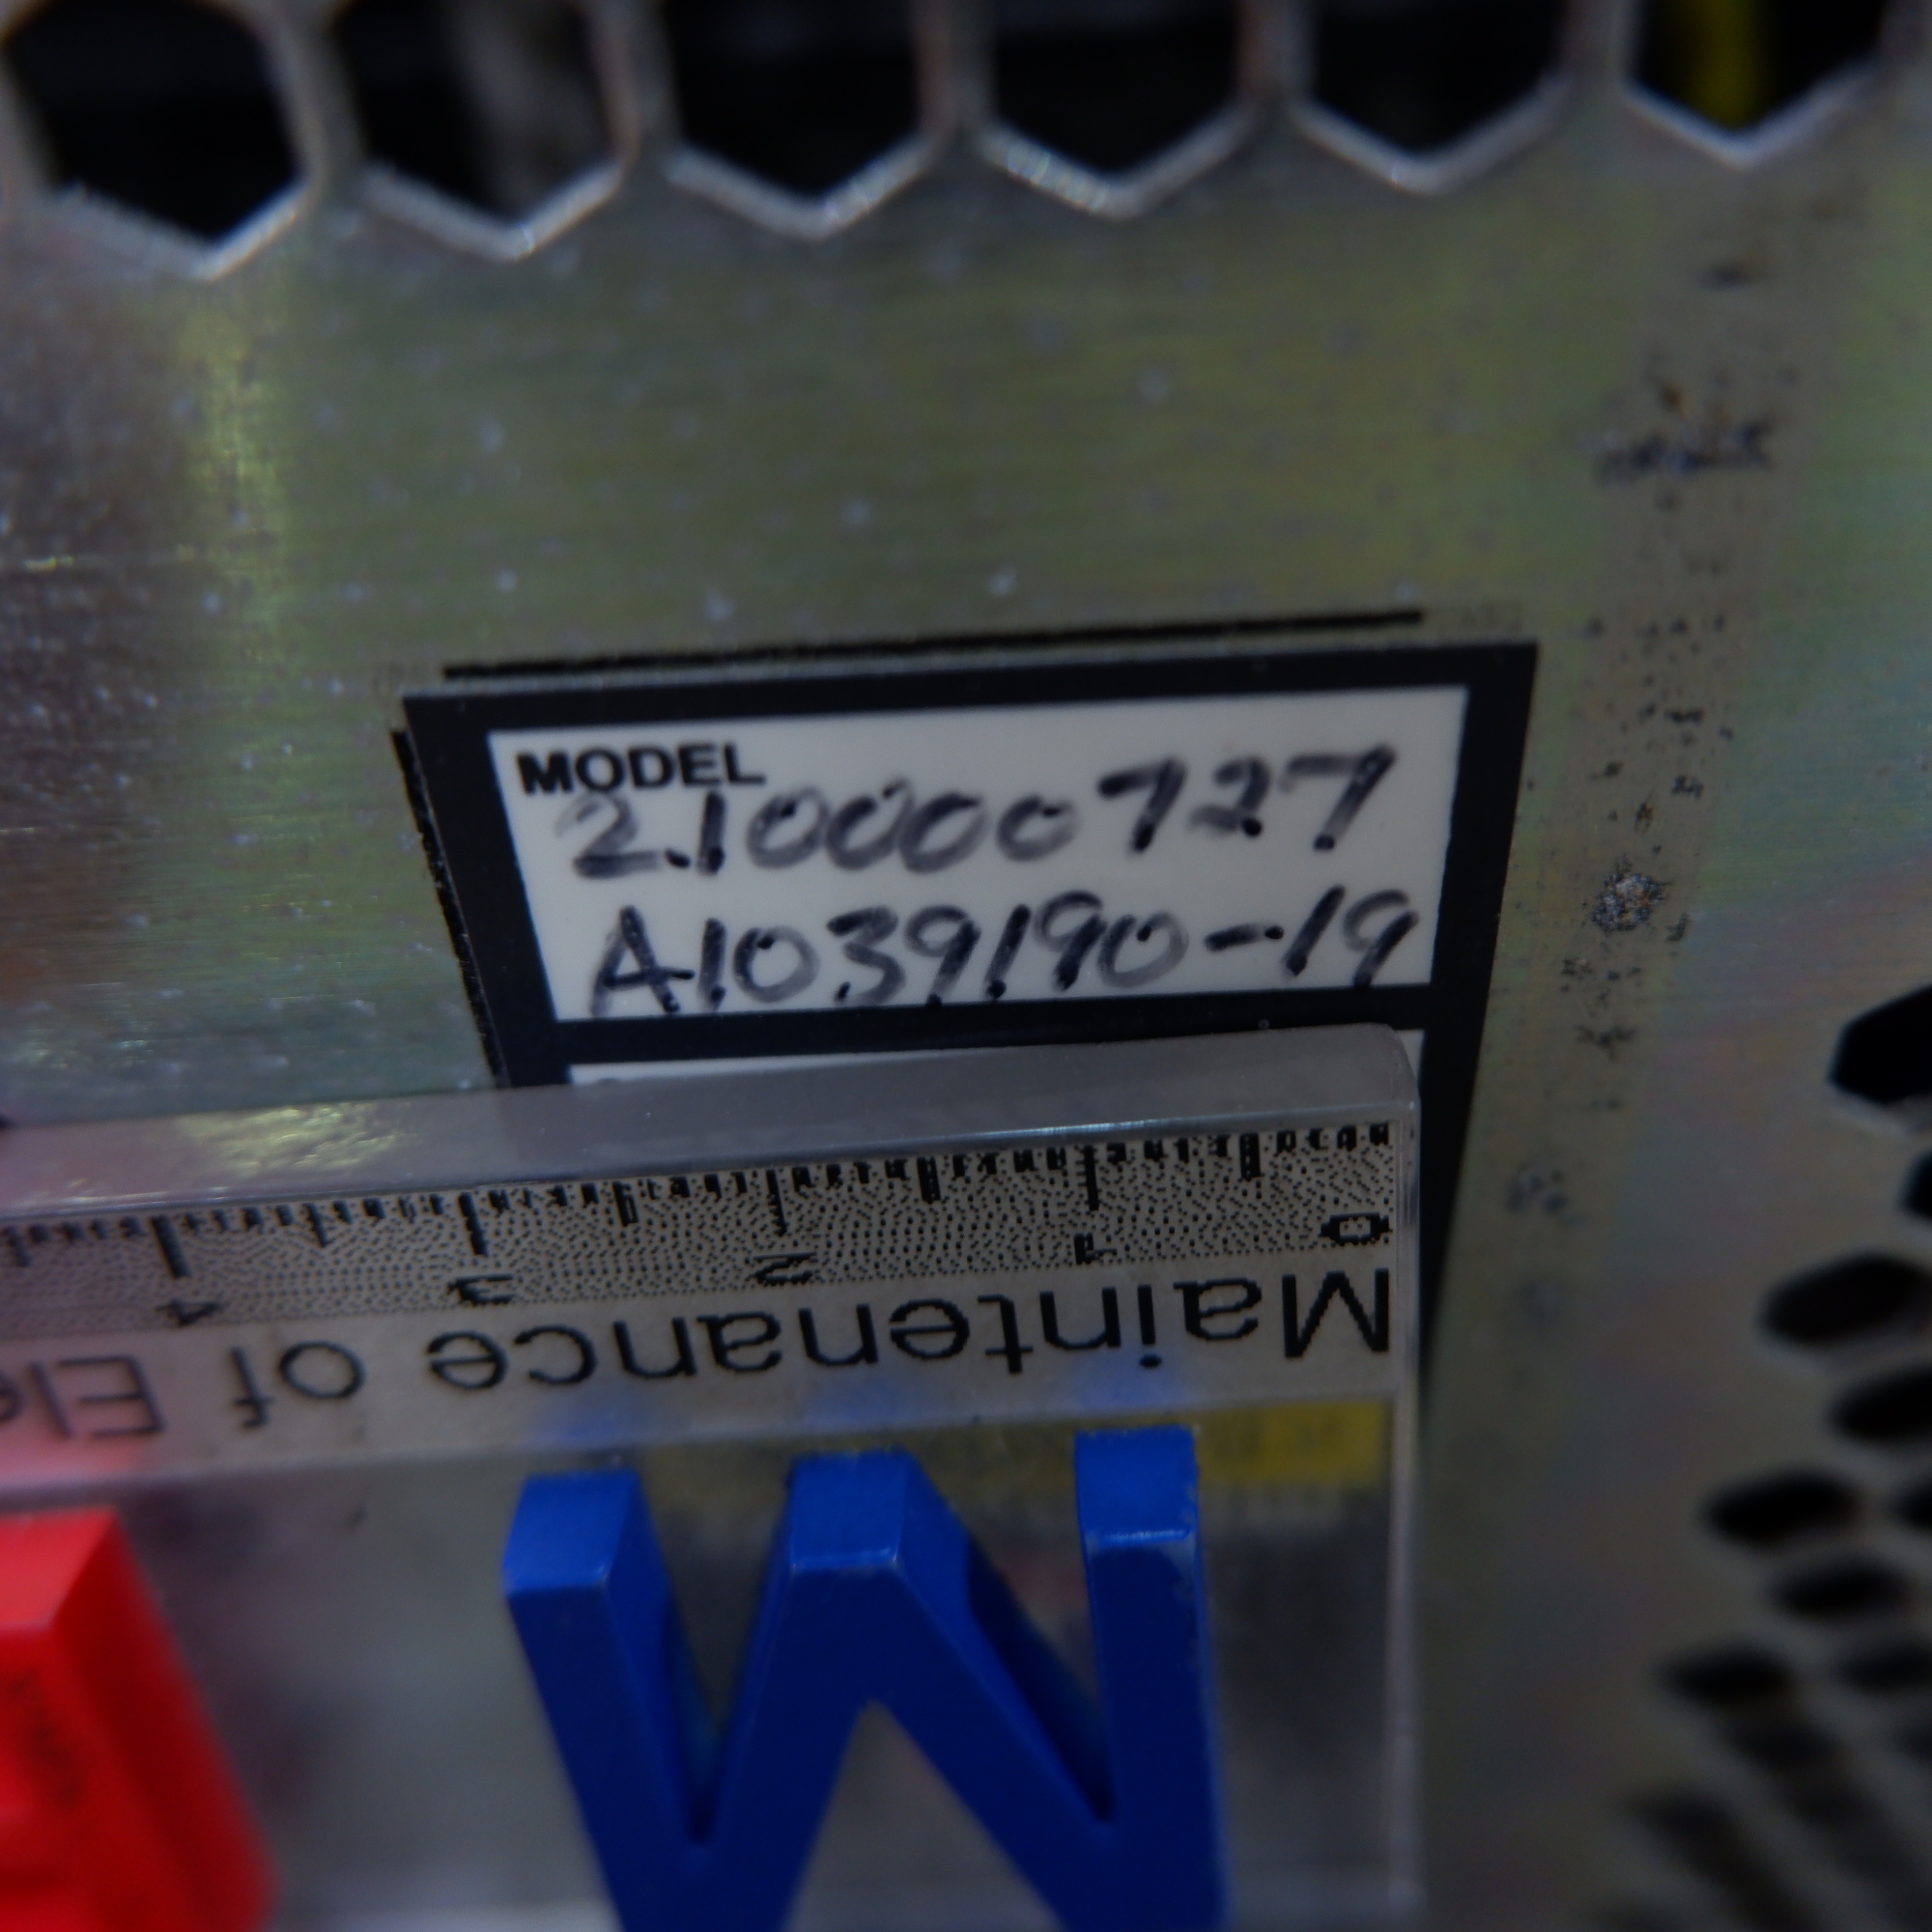 MODEL
210000727
A1039190-19
0 1 2 3 4
Maintenance of Ele
M